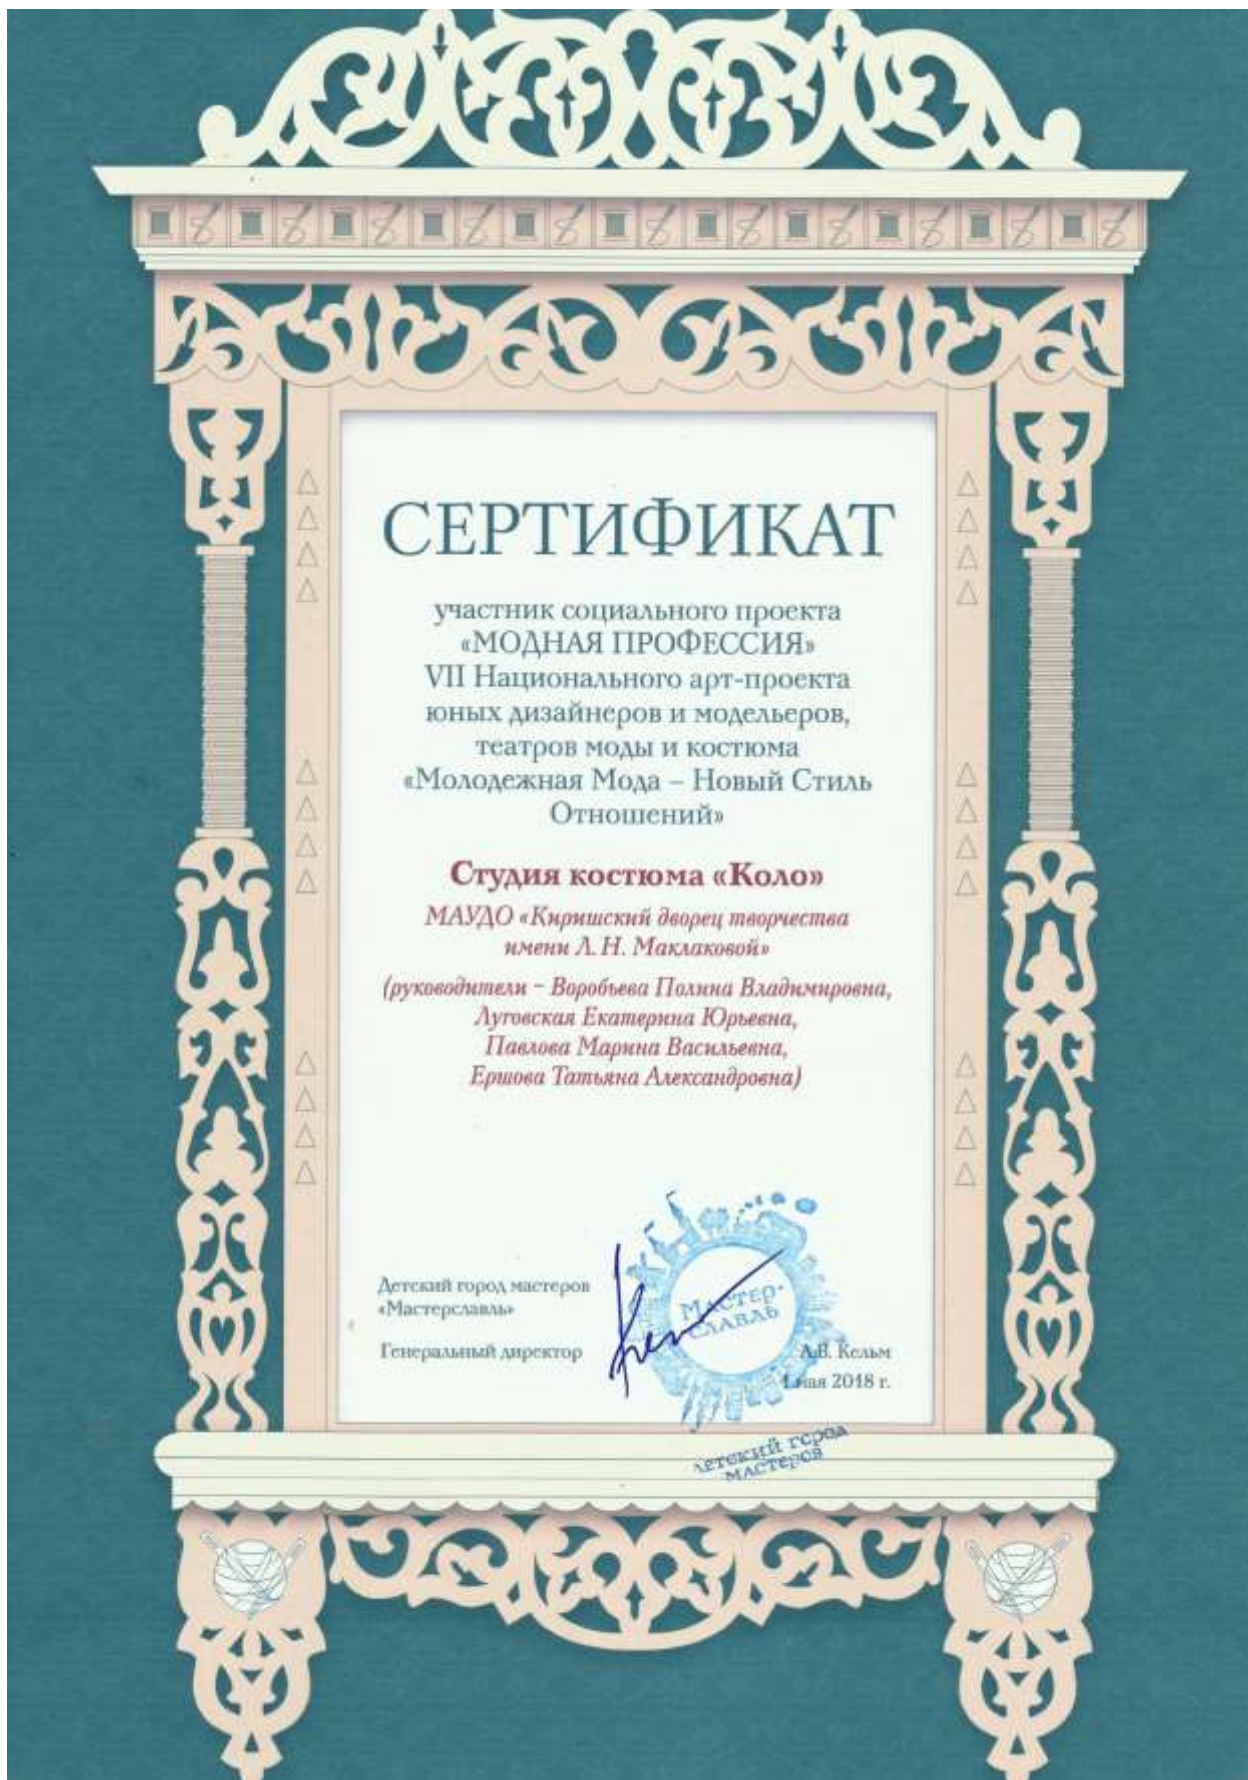 СЕРТИФИКАТ
участник социального проекта
«МОДНАЯ ПРОФЕССИЯ»
VII Национального арт-проекта
юных дизайнеров и модельеров,
театров моды и костюма
«Молодежная Мода – Новый Стиль
Отношений»
Студия костюма «Коло»
МАУДО «Киришский дворец творчества
имени Л. Н. Маклаковой»
(руководители – Воробьева Полина Владимировна,
Луговская Екатерина Юрьевна,
Павлова Марина Васильевна,
Ершова Татьяна Александровна)
Детский город мастеров
«Мастерславль»
МАСТЕР-
СЛАВЛЬ
Генеральный директор
А.В. Кельм
1 мая 2018 г.
ДЕТСКИЙ ГОРОД
МАСТЕРОВ